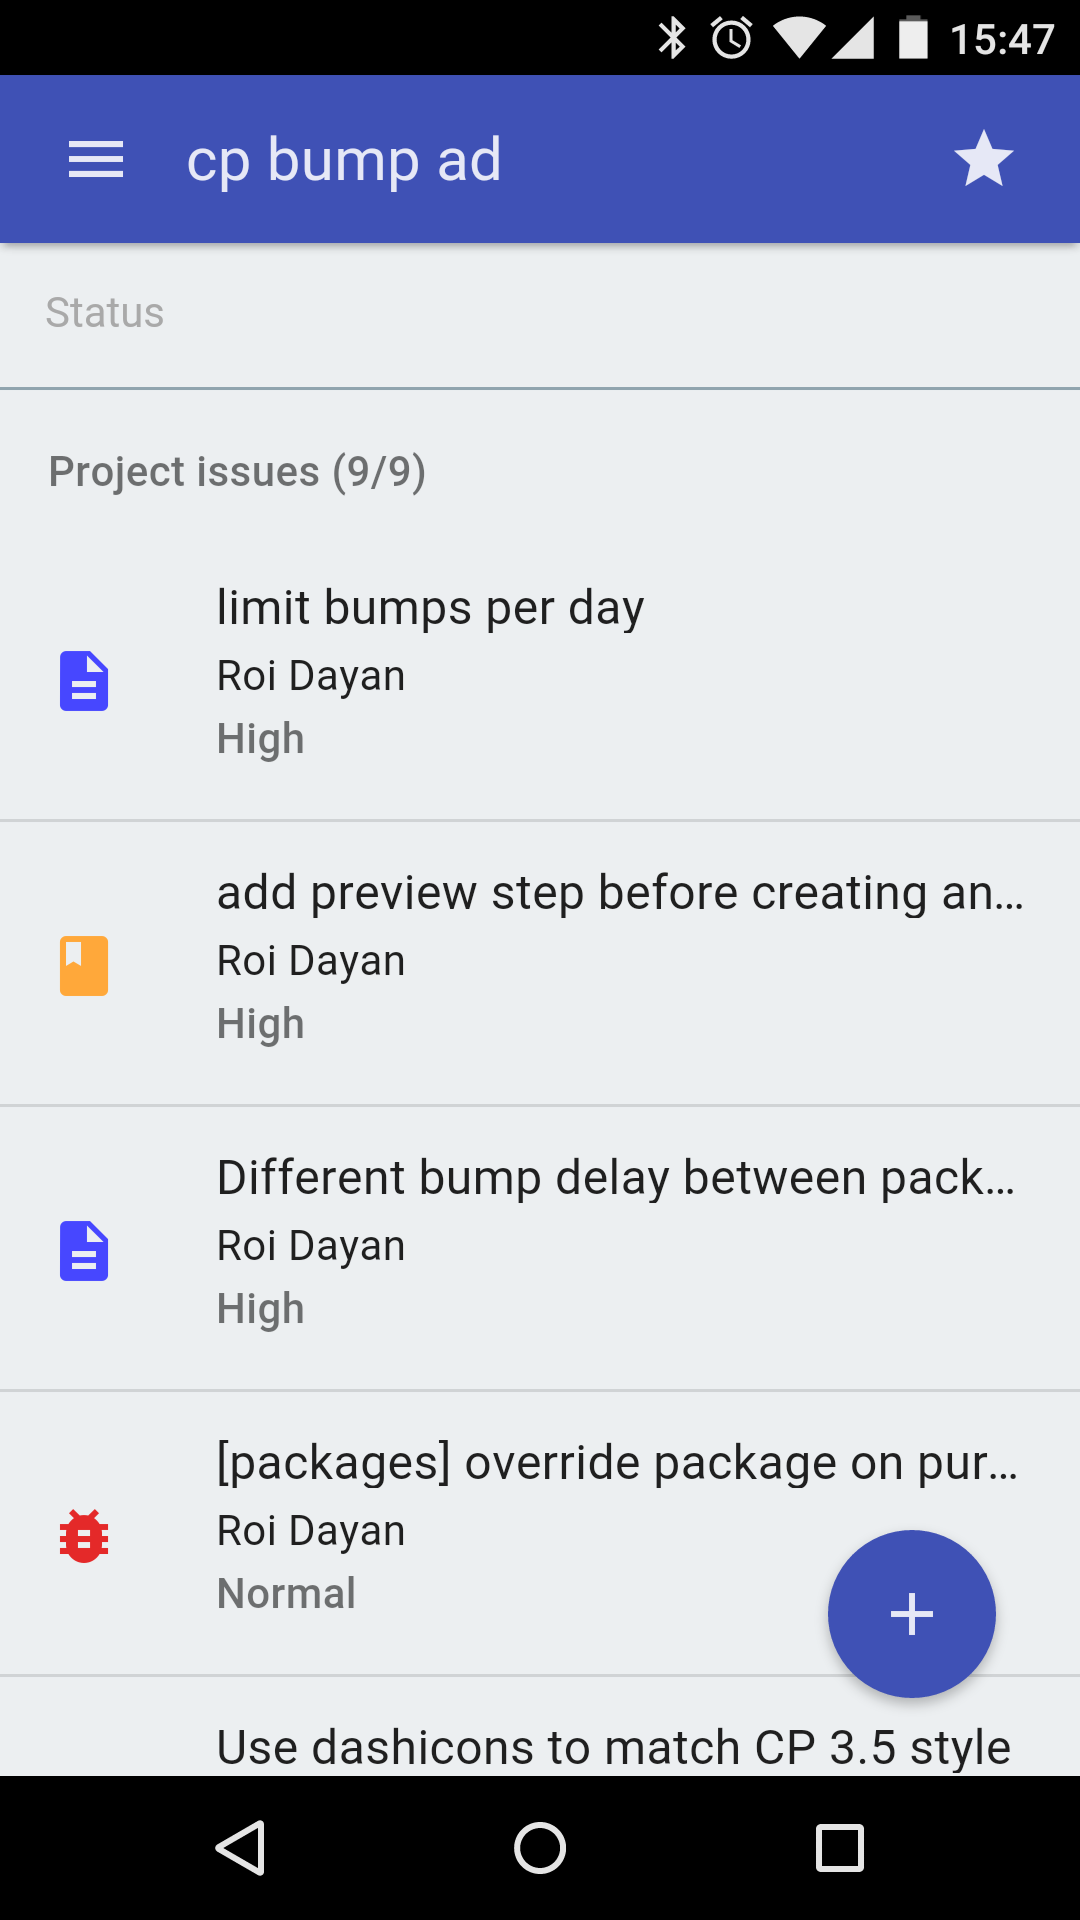 15:47
cp bump ad
Status
Project issues (9/9)
limit bumps per day
Roi Dayan
High
add preview step before creating an…
Roi Dayan
High
Different bump delay between pack…
Roi Dayan
High
[packages] override package on pur…
Roi Dayan
Normal
Use dashicons to match CP 3.5 style